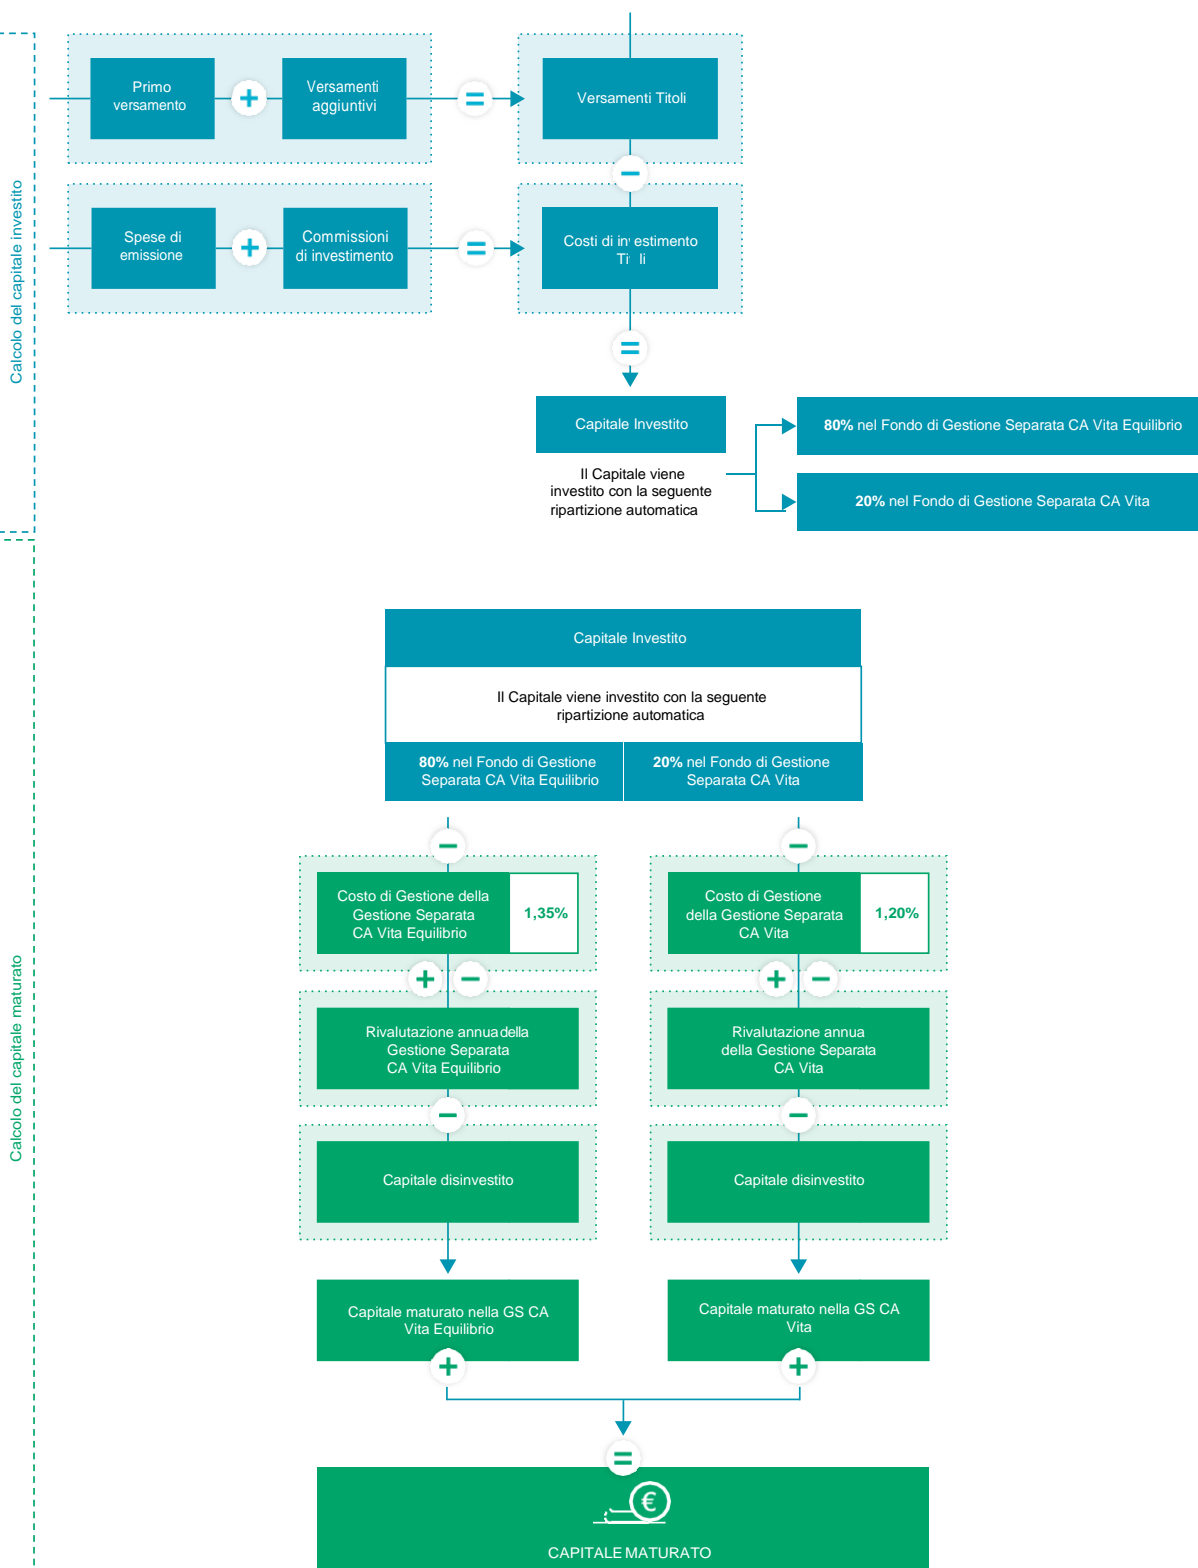 Calcolo del capitale investito
Primo
versamento
+
Versamenti
aggiuntivi
=
Versamenti Titoli
−
Spese di
emissione
+
Commissioni
di investimento
=
Costi di investimento
Titoli
=
Capitale Investito
Il Capitale viene
investito con la seguente
ripartizione automatica
80% nel Fondo di Gestione Separata CA Vita Equilibrio
20% nel Fondo di Gestione Separata CA Vita
Calcolo del capitale maturato
Capitale Investito
Il Capitale viene investito con la seguente
ripartizione automatica
80% nel Fondo di Gestione
Separata CA Vita Equilibrio
20% nel Fondo di Gestione
Separata CA Vita
−
Costo di Gestione della
Gestione Separata
CA Vita Equilibrio
1,35%
+ −
Rivalutazione annua della
Gestione Separata
CA Vita Equilibrio
−
Capitale disinvestito
Capitale maturato nella GS CA
Vita Equilibrio
+
−
Costo di Gestione
della Gestione Separata
CA Vita
1,20%
+ −
Rivalutazione annua
della Gestione Separata
CA Vita
−
Capitale disinvestito
Capitale maturato nella GS CA
Vita
+
=
€
CAPITALE MATURATO